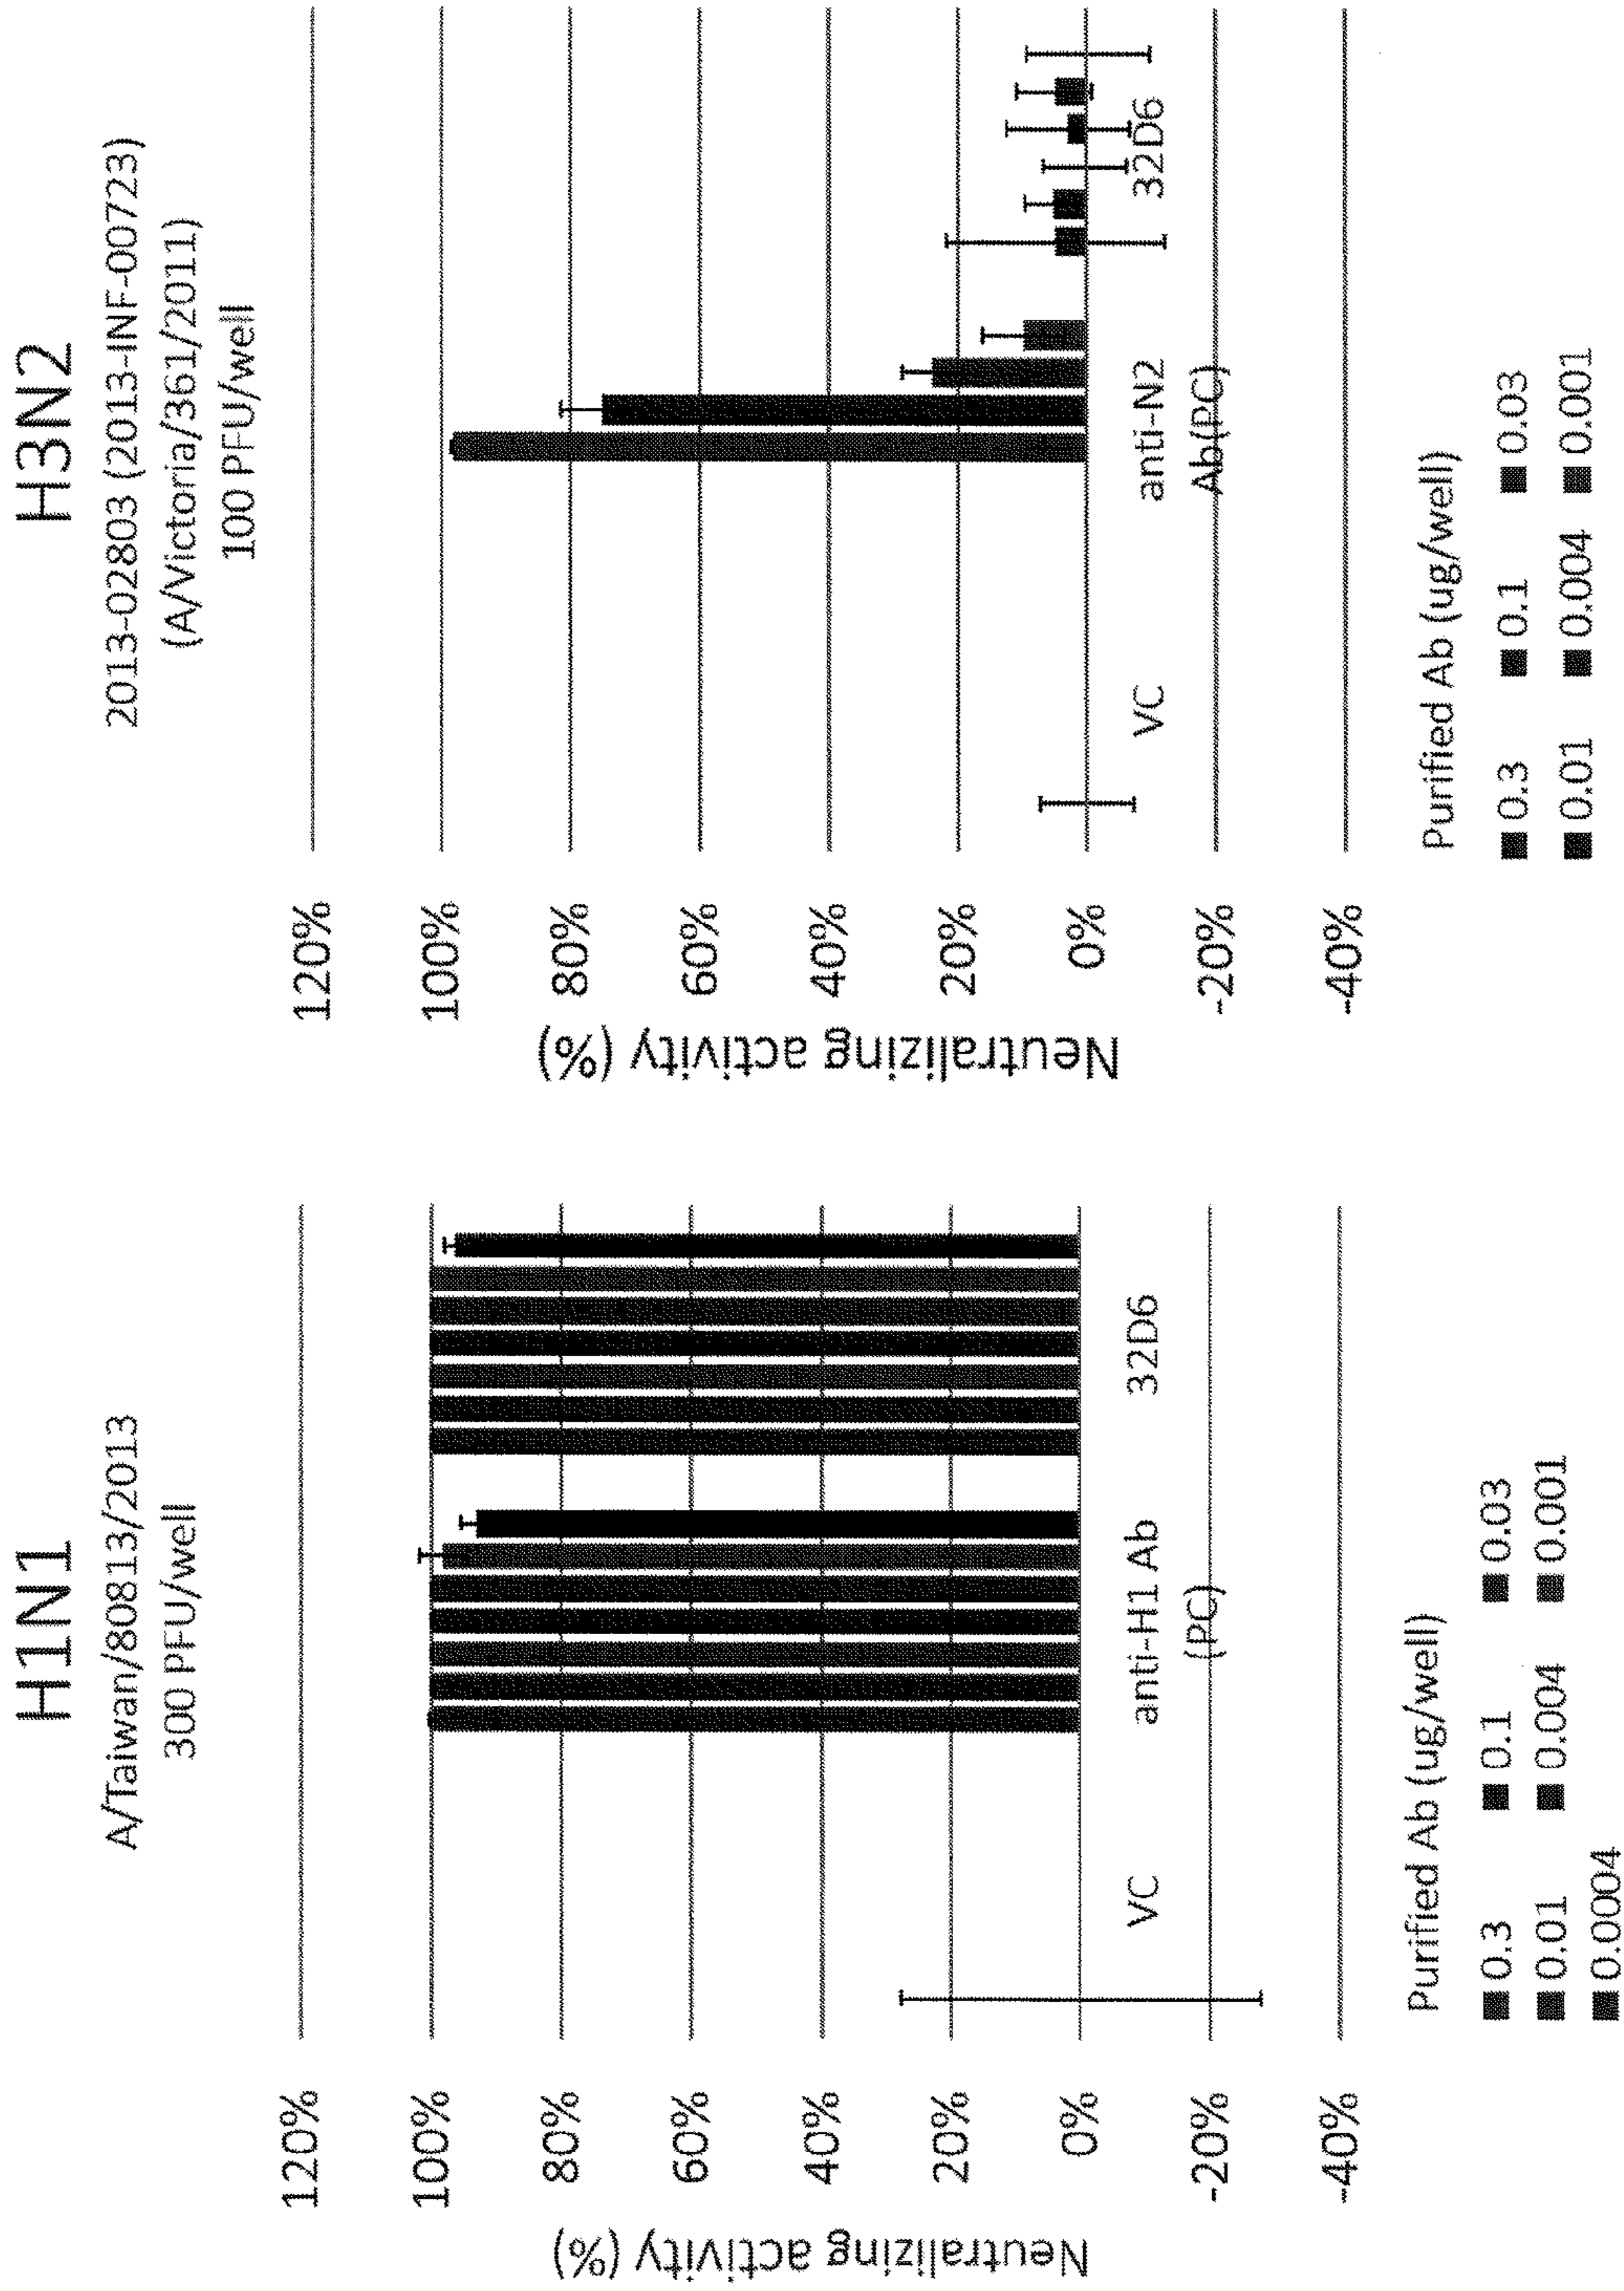 H1N1
A/Taiwan/80813/2013
300 PFU/well
120%
100%
80%
60%
40%
20%
0%
-20%
-40%
Neutralizing activity (%)
VC
anti-H1 Ab
(PC)
32D6
Purified Ab (ug/well)
0.3 0.1 0.03
0.01 0.004 0.001
0.0004
H3N2
2013-02803 (2013-INF-00723)
(A/Victoria/361/2011)
100 PFU/well
120%
100%
80%
60%
40%
20%
0%
-20%
-40%
Neutralizing activity (%)
VC
anti-N2
Ab(PC)
32D6
Purified Ab (ug/well)
0.3 0.1 0.03
0.01 0.004 0.001